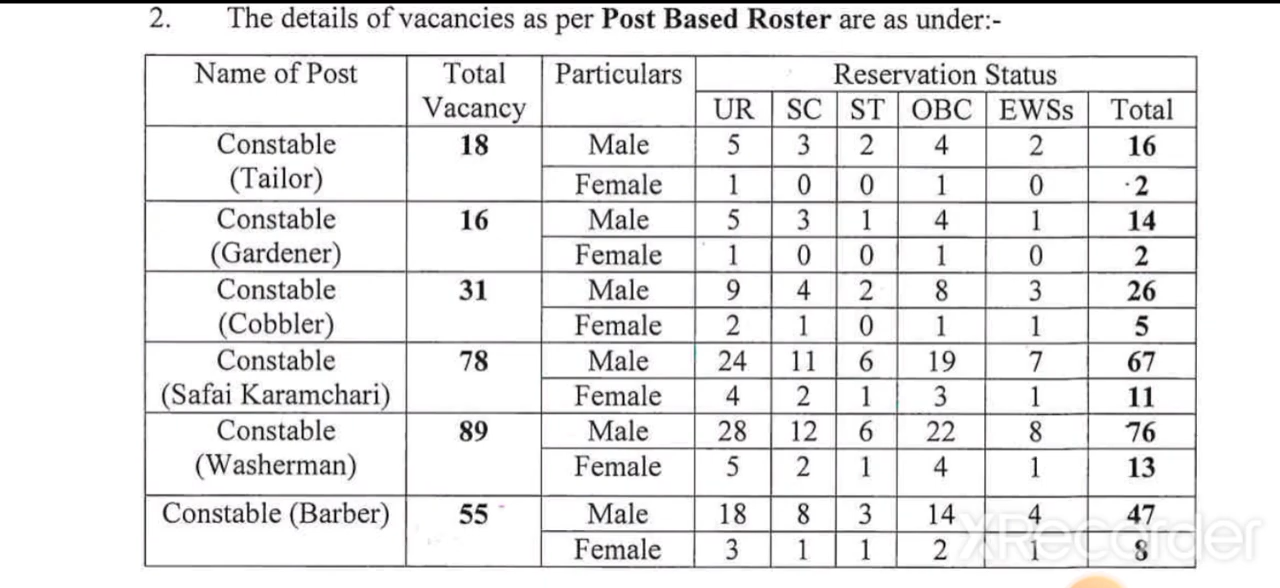 2. The details of vacancies as per Post Based Roster are as under:-
Name of Post Total Vacancy Particulars Reservation Status
UR SC ST OBC EWSs Total
Constable (Tailor) 18 Male 5 3 2 4 2 16
Female 1 0 0 1 0 2
Constable (Gardener) 16 Male 5 3 1 4 1 14
Female 1 0 0 1 0 2
Constable (Cobbler) 31 Male 9 4 2 8 3 26
Female 2 1 0 1 1 5
Constable (Safai Karamchari) 78 Male 24 11 6 19 7 67
Female 4 2 1 3 1 11
Constable (Washerman) 89 Male 28 12 6 22 8 76
Female 5 2 1 4 1 13
Constable (Barber) 55 Male 18 8 3 14 4 47
Female 3 1 1 2 1 8
XRecorder